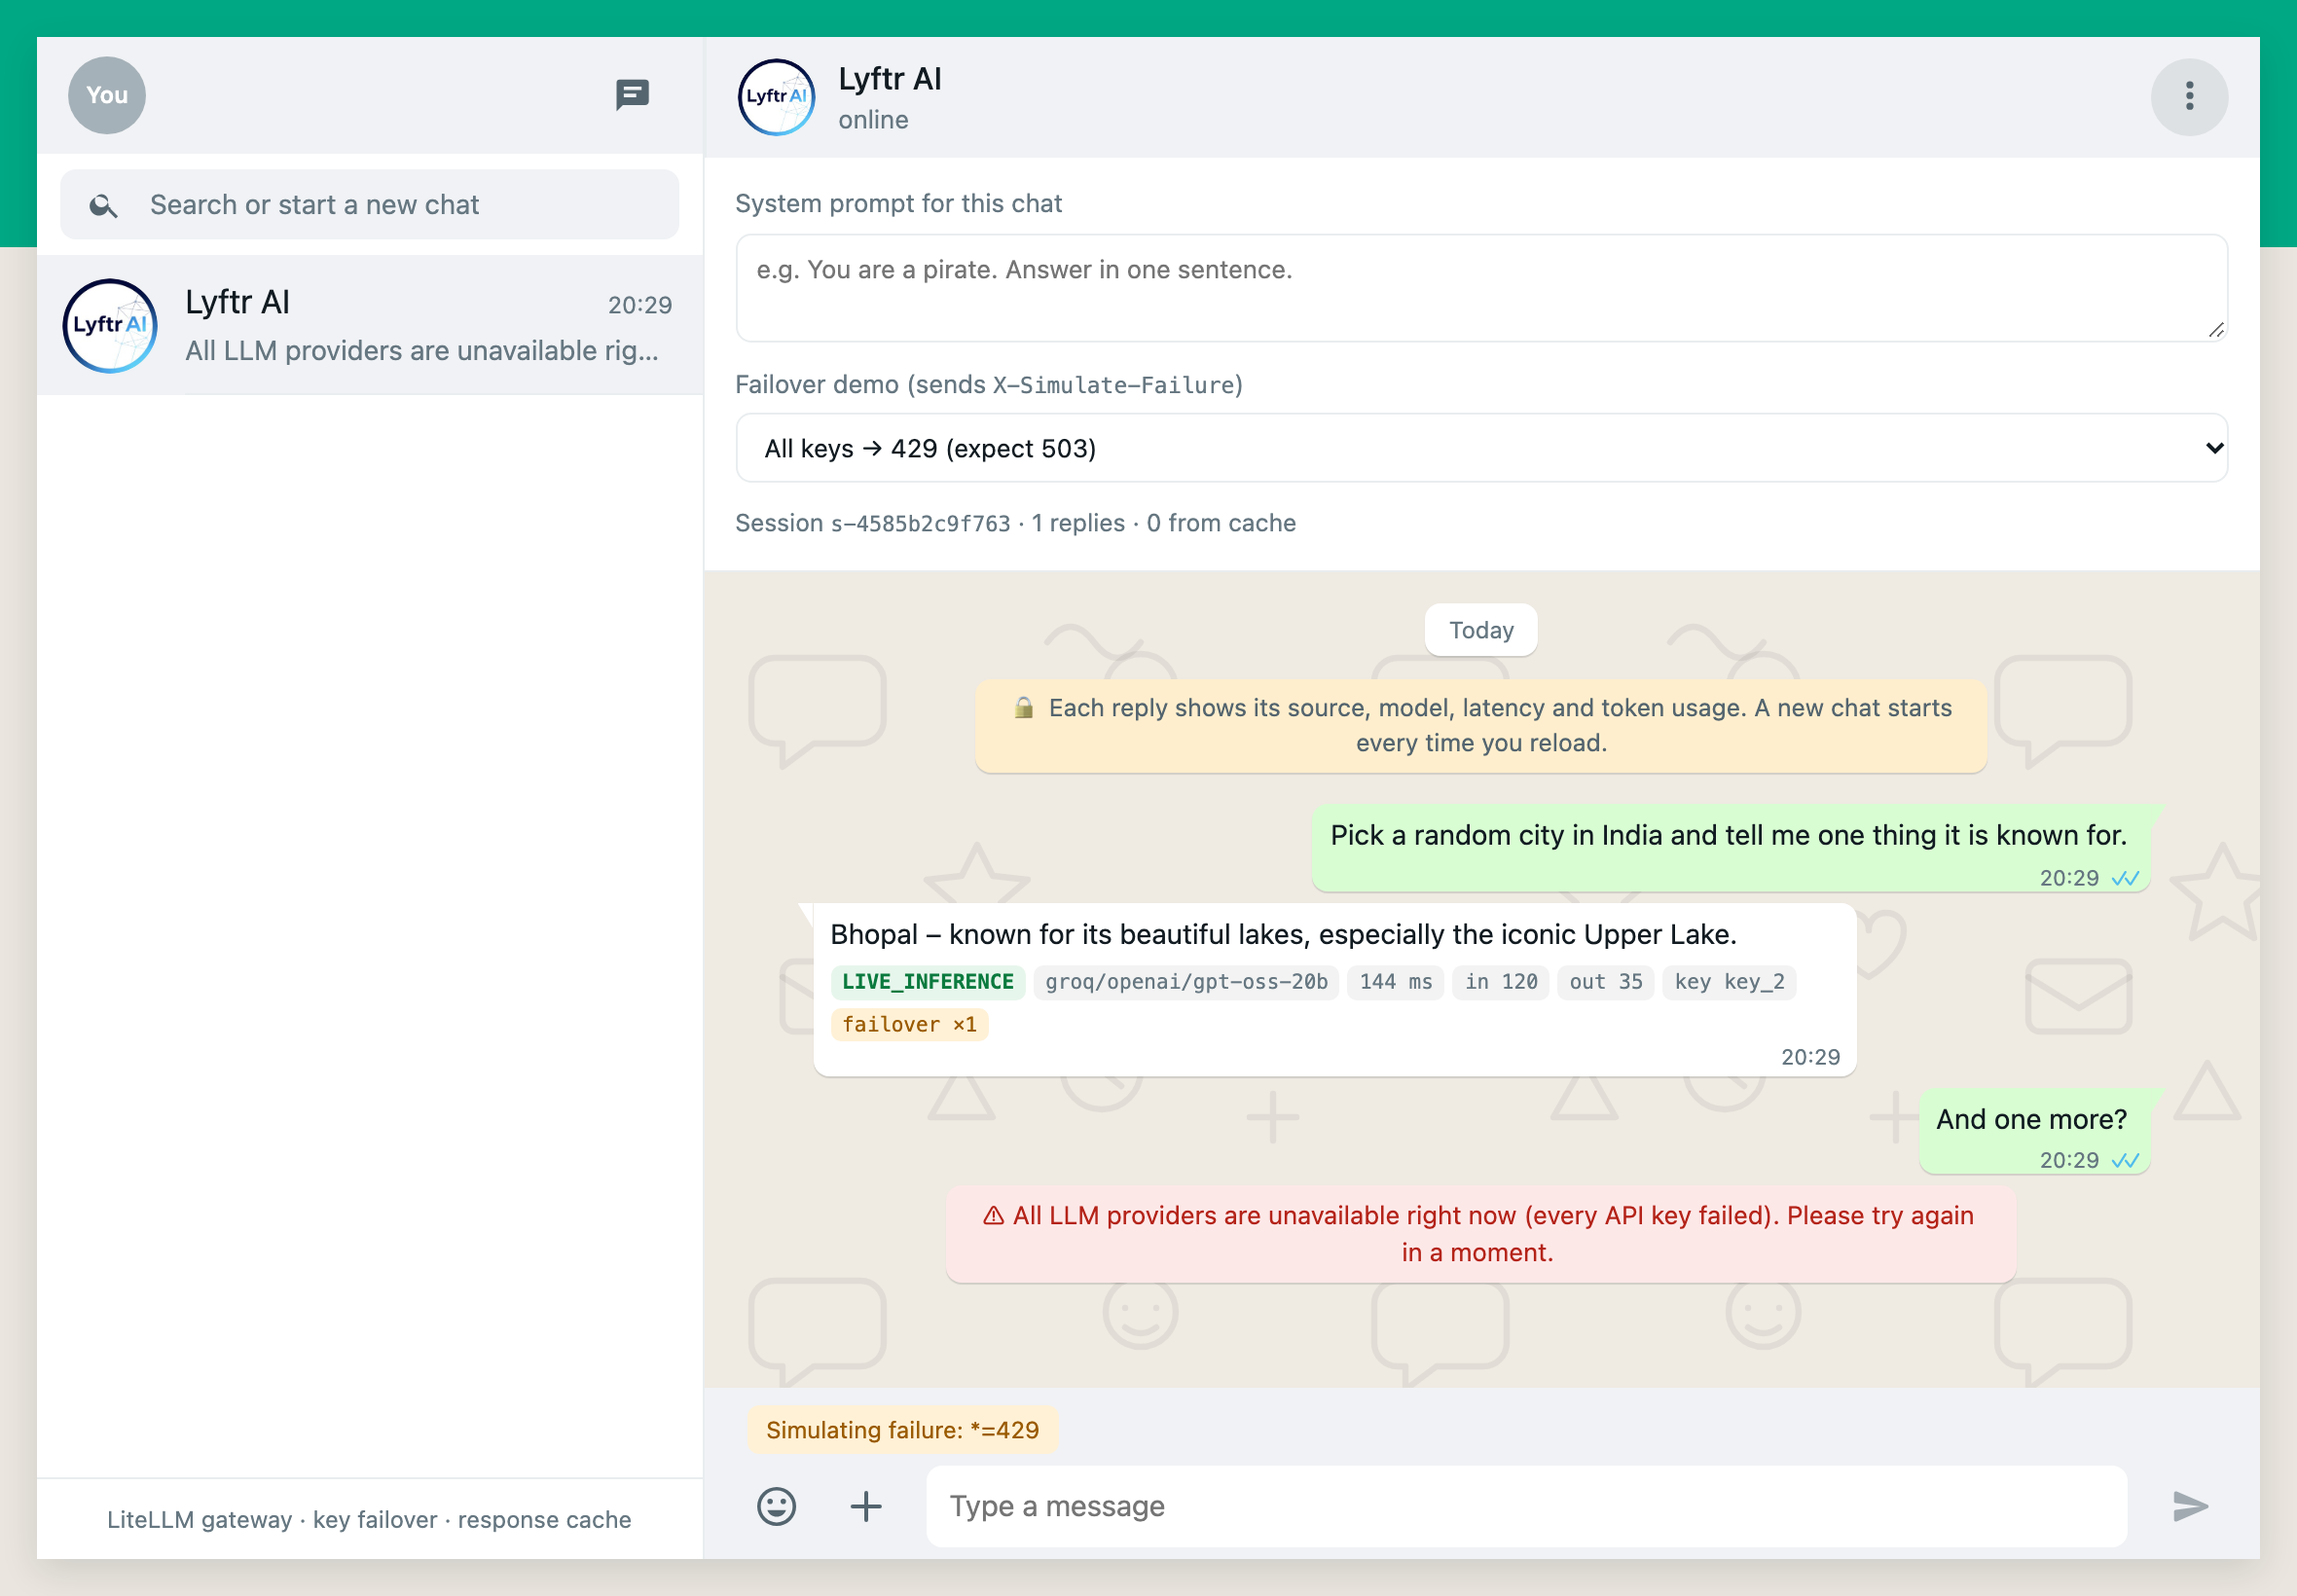 You
Search or start a new chat
Lyftr AI
Lyftr AI
20:29
All LLM providers are unavailable rig...
LiteLLM gateway · key failover · response cache
Lyftr AI
Lyftr AI
online
System prompt for this chat
e.g. You are a pirate. Answer in one sentence.
Failover demo (sends X-Simulate-Failure)
All keys → 429 (expect 503)
Session s-4585b2c9f763 · 1 replies · 0 from cache
Today
🔒 Each reply shows its source, model, latency and token usage. A new chat starts
every time you reload.
Pick a random city in India and tell me one thing it is known for.
20:29
Bhopal – known for its beautiful lakes, especially the iconic Upper Lake.
LIVE_INFERENCE groq/openai/gpt-oss-20b 144 ms in 120 out 35 key key_2
failover ×1
20:29
And one more?
20:29
⚠ All LLM providers are unavailable right now (every API key failed). Please try again
in a moment.
Simulating failure: *=429
Type a message